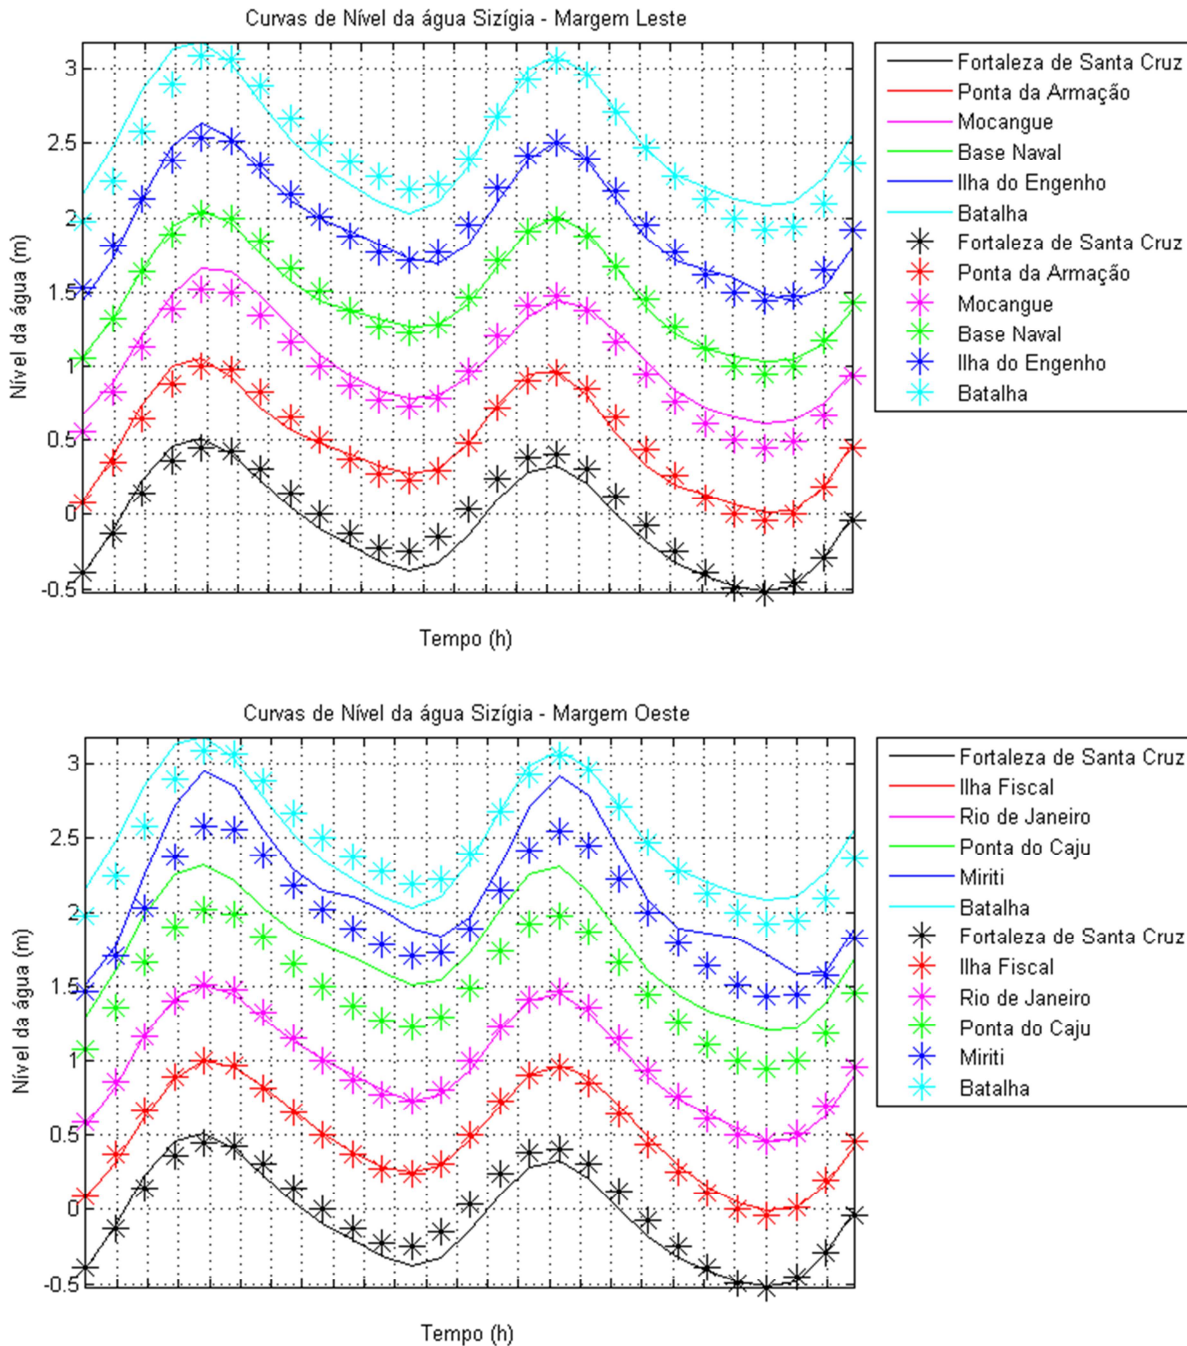 Curvas de Nível da água Sizígia - Margem Leste
Nível da água (m)
3
2.5
2
1.5
1
0.5
0
-0.5
Tempo (h)
Fortaleza de Santa Cruz
Ponta da Armação
Mocangue
Base Naval
Ilha do Engenho
Batalha
Fortaleza de Santa Cruz
Ponta da Armação
Mocangue
Base Naval
Ilha do Engenho
Batalha
Curvas de Nível da água Sizígia - Margem Oeste
Nível da água (m)
3
2.5
2
1.5
1
0.5
0
-0.5
Tempo (h)
Fortaleza de Santa Cruz
Ilha Fiscal
Rio de Janeiro
Ponta do Caju
Miriti
Batalha
Fortaleza de Santa Cruz
Ilha Fiscal
Rio de Janeiro
Ponta do Caju
Miriti
Batalha